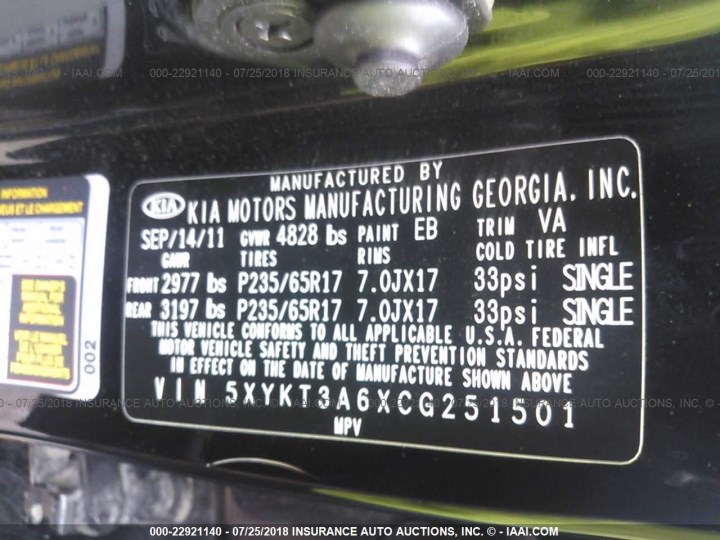 000-22921140 - 07/25/2018 INSURANCE AUTO AUCTIONS, INC. - IAAI.COM
INFORMATION
002
MANUFACTURED BY
KIA KIA MOTORS MANUFACTURING GEORGIA, INC.
SEP/14/11 GVWR 4828 lbs PAINT EB TRIM VA
GAWR TIRES RIMS COLD TIRE INFL
FRONT 2977 lbs P235/65R17 7.0JX17 33psi SINGLE
REAR 3197 lbs P235/65R17 7.0JX17 33psi SINGLE
THIS VEHICLE CONFORMS TO ALL APPLICABLE U.S.A. FEDERAL
MOTOR VEHICLE SAFETY AND THEFT PREVENTION STANDARDS
IN EFFECT ON THE DATE OF MANUFACTURE SHOWN ABOVE
VIN 5XYKT3A6XCG251501
MPV
000-22921140 - 07/25/2018 INSURANCE AUTO AUCTIONS, INC. - IAAI.COM